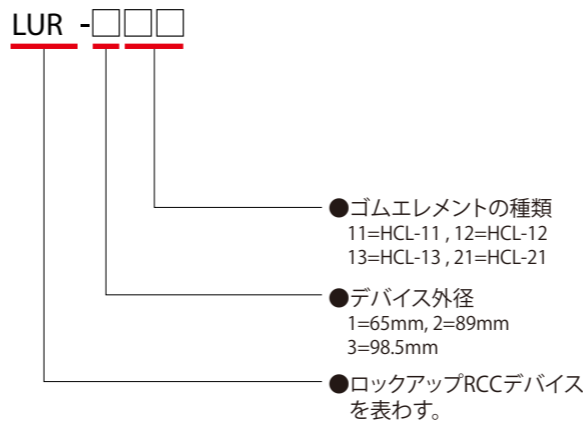 LUR -□□□
●ゴムエレメントの種類
11=HCL-11 , 12=HCL-12
13=HCL-13 , 21=HCL-21
●デバイス外径
1=65mm, 2=89mm
3=98.5mm
●ロックアップRCCデバイス
を表わす。